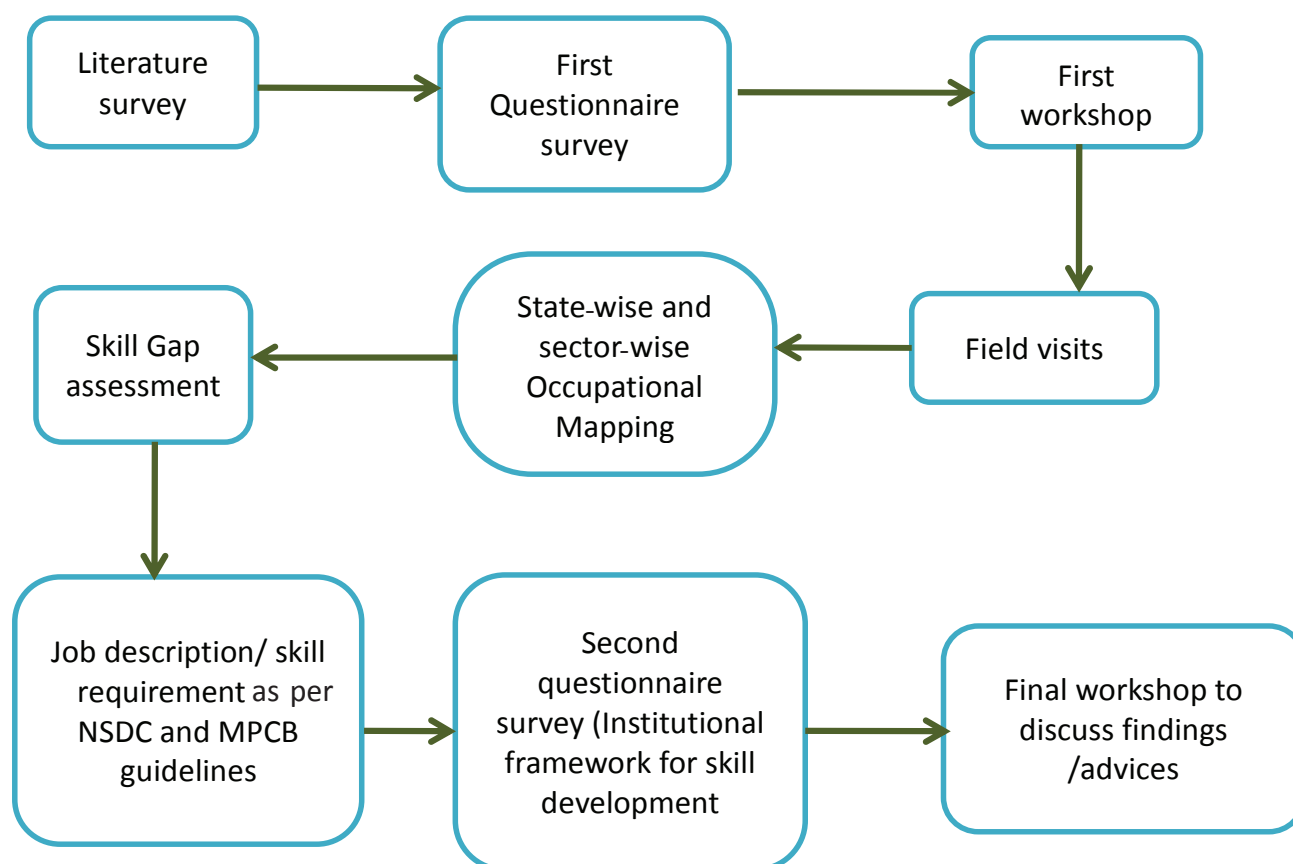 Literature
survey
First
Questionnaire
survey
First
workshop
Field visits
State-wise and
sector-wise
Occupational
Mapping
Skill Gap
assessment
Job description/ skill
requirement as per
NSDC and MPCB
guidelines
Second
questionnaire
survey (Institutional
framework for skill
development
Final workshop to
discuss findings
/advices